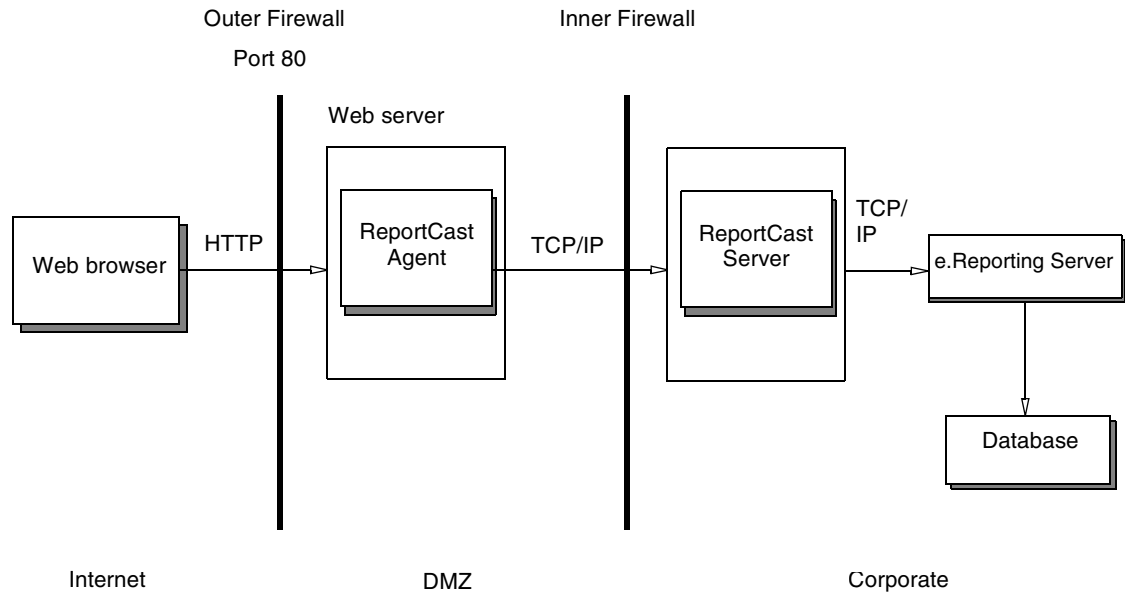 Outer Firewall
Inner Firewall
Port 80
Web server
Web browser
HTTP
ReportCast
Agent
TCP/IP
ReportCast
Server
TCP/
IP
e.Reporting Server
Database
Internet
DMZ
Corporate